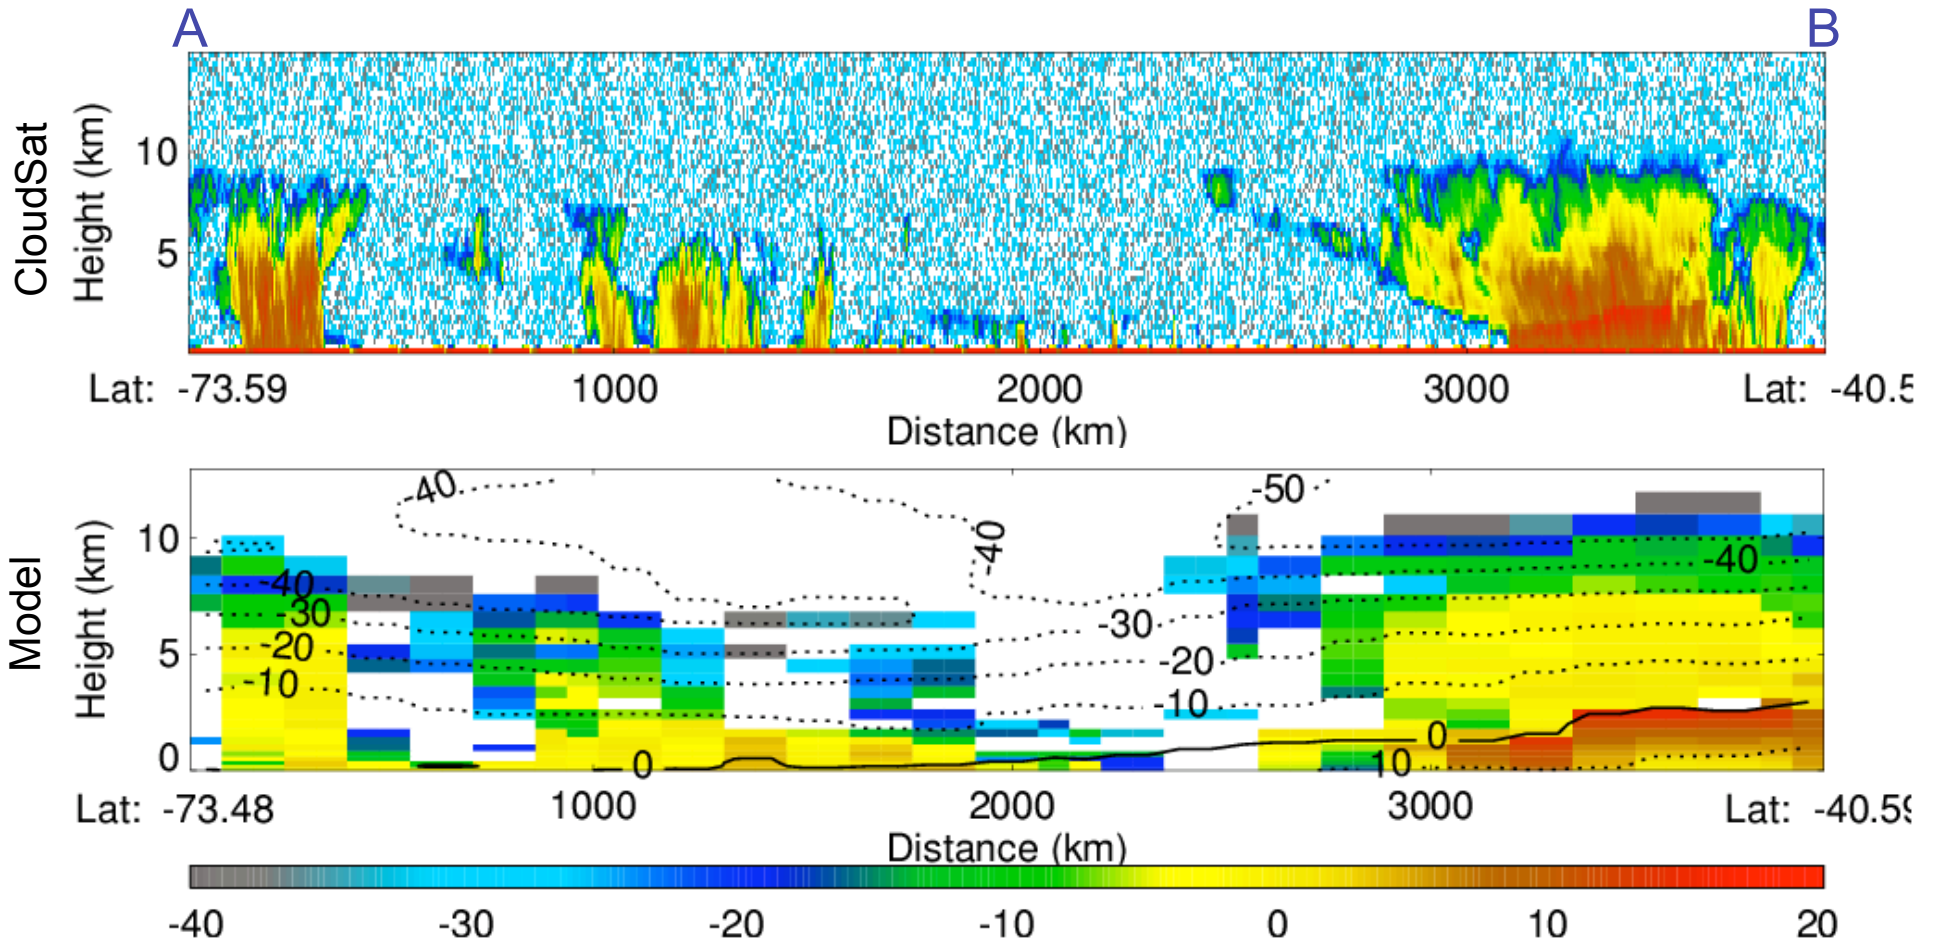 A B
CloudSat
Height (km)
10
5
Lat: -73.59 1000 2000 3000 Lat: -40.5
Distance (km)
Model
Height (km)
10
5
0
-40 -50
-40
-40 -40
-30 -30
-20 -20
-10 -10
0 0
10
Lat: -73.48 1000 2000 3000 Lat: -40.59
Distance (km)
-40 -30 -20 -10 0 10 20